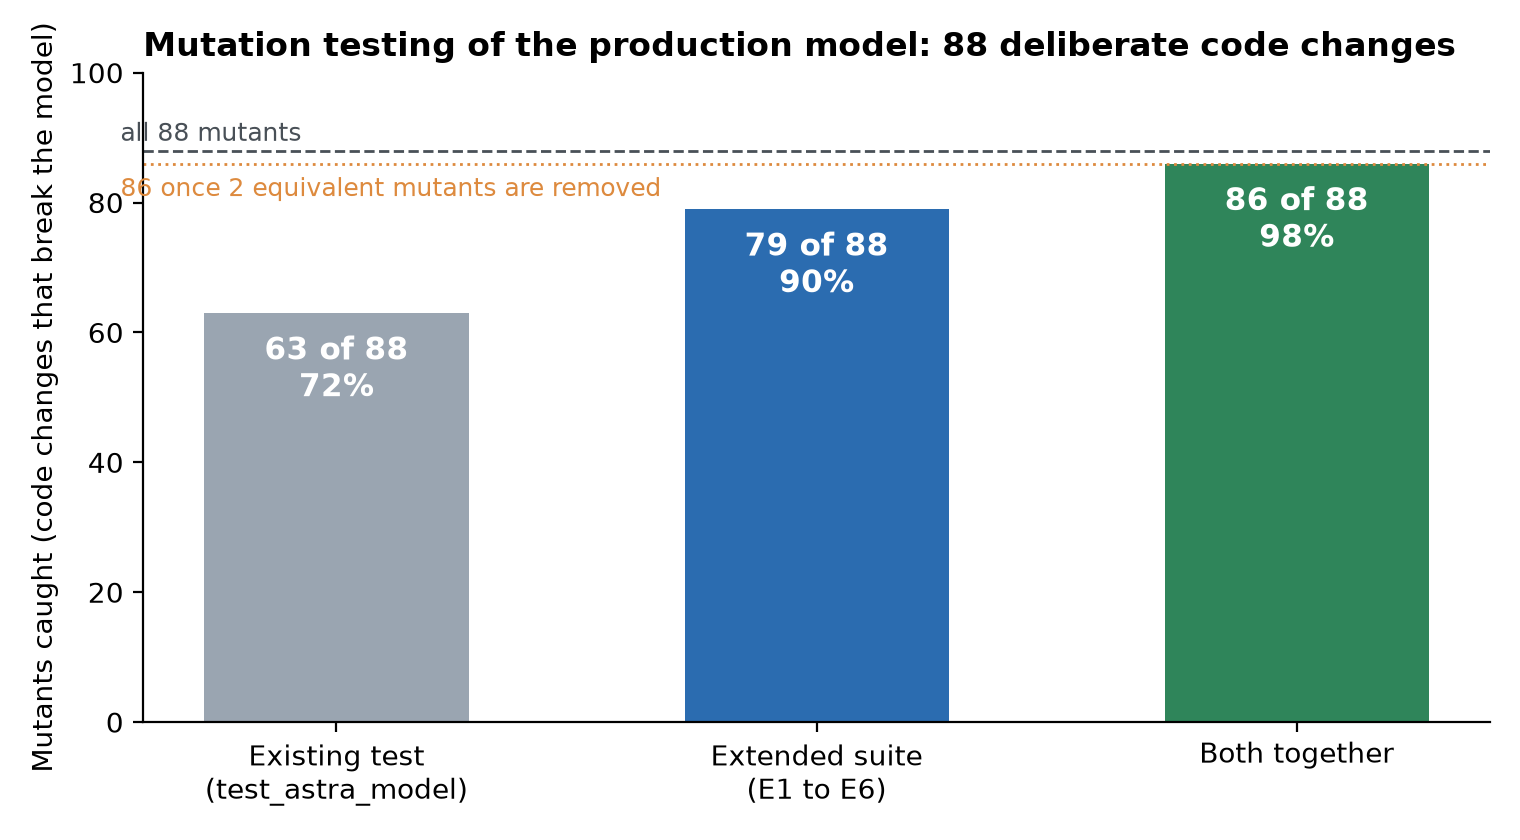 Mutation testing of the production model: 88 deliberate code changes
Mutants caught (code changes that break the model)
100
80
60
40
20
0
all 88 mutants
86 once 2 equivalent mutants are removed
63 of 88
72%
79 of 88
90%
86 of 88
98%
Existing test
(test_astra_model)
Extended suite
(E1 to E6)
Both together